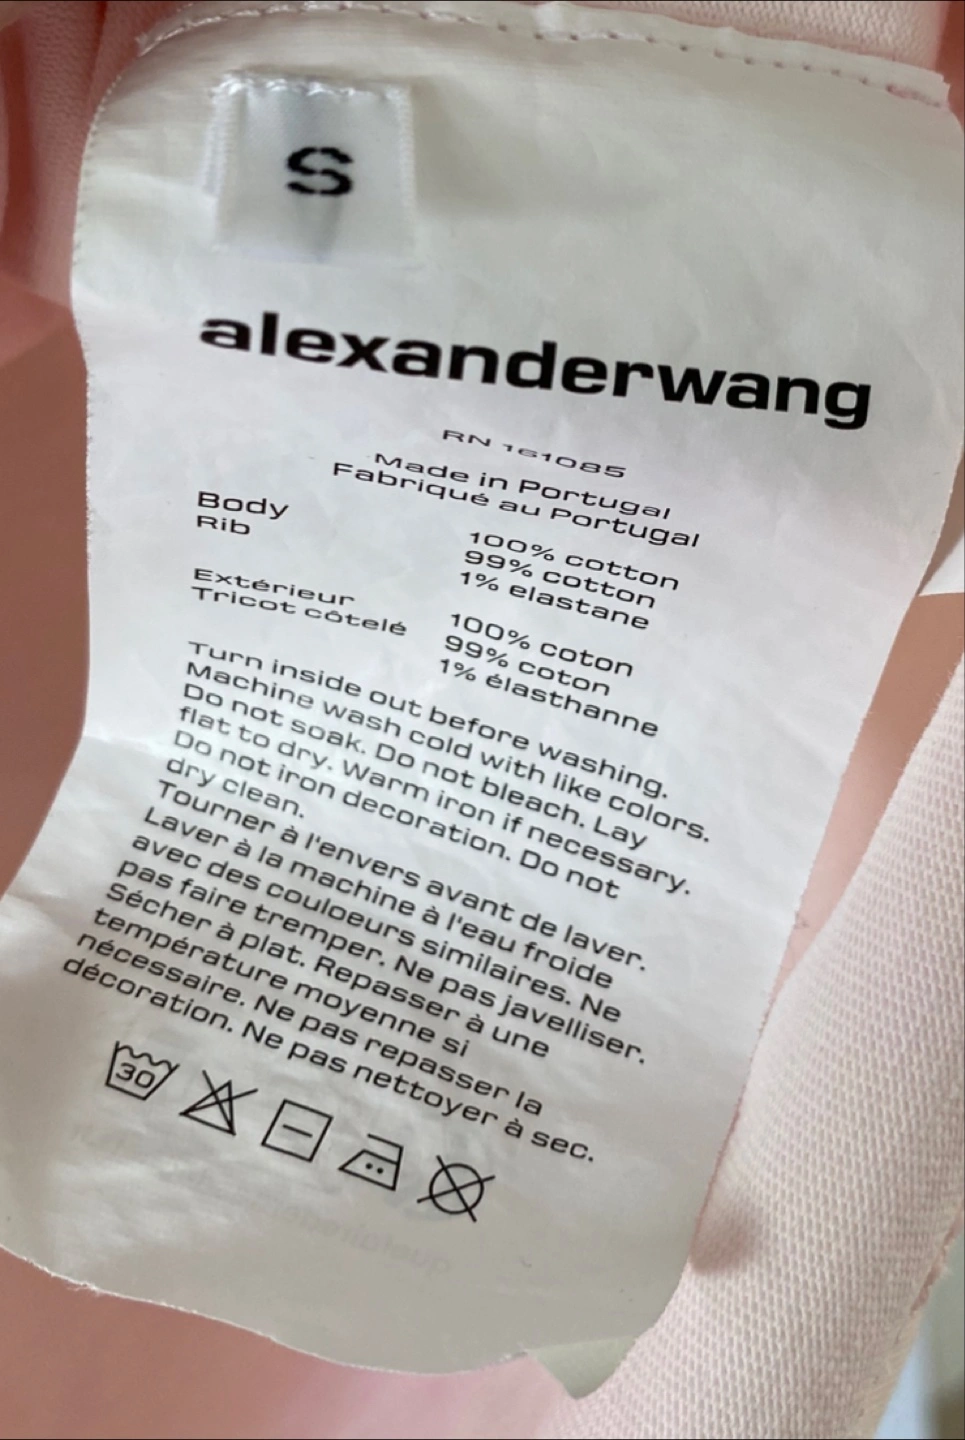 S
alexanderwang
RN 161085
Made in Portugal
Fabriqué au Portugal
Body 100% cotton
Rib 99% cotton
1% elastane
Extérieur 100% coton
Tricot côtelé 99% coton
1% élasthanne
Turn inside out before washing.
Machine wash cold with like colors.
Do not soak. Do not bleach. Lay
flat to dry. Warm iron if necessary.
Do not iron decoration. Do not
dry clean.
Tourner à l'envers avant de laver.
Laver à la machine à l'eau froide
avec des couloeurs similaires. Ne
pas faire tremper. Ne pas javelliser.
Sécher à plat. Repasser à une
température moyenne si
nécessaire. Ne pas repasser la
décoration. Ne pas nettoyer à sec.
30